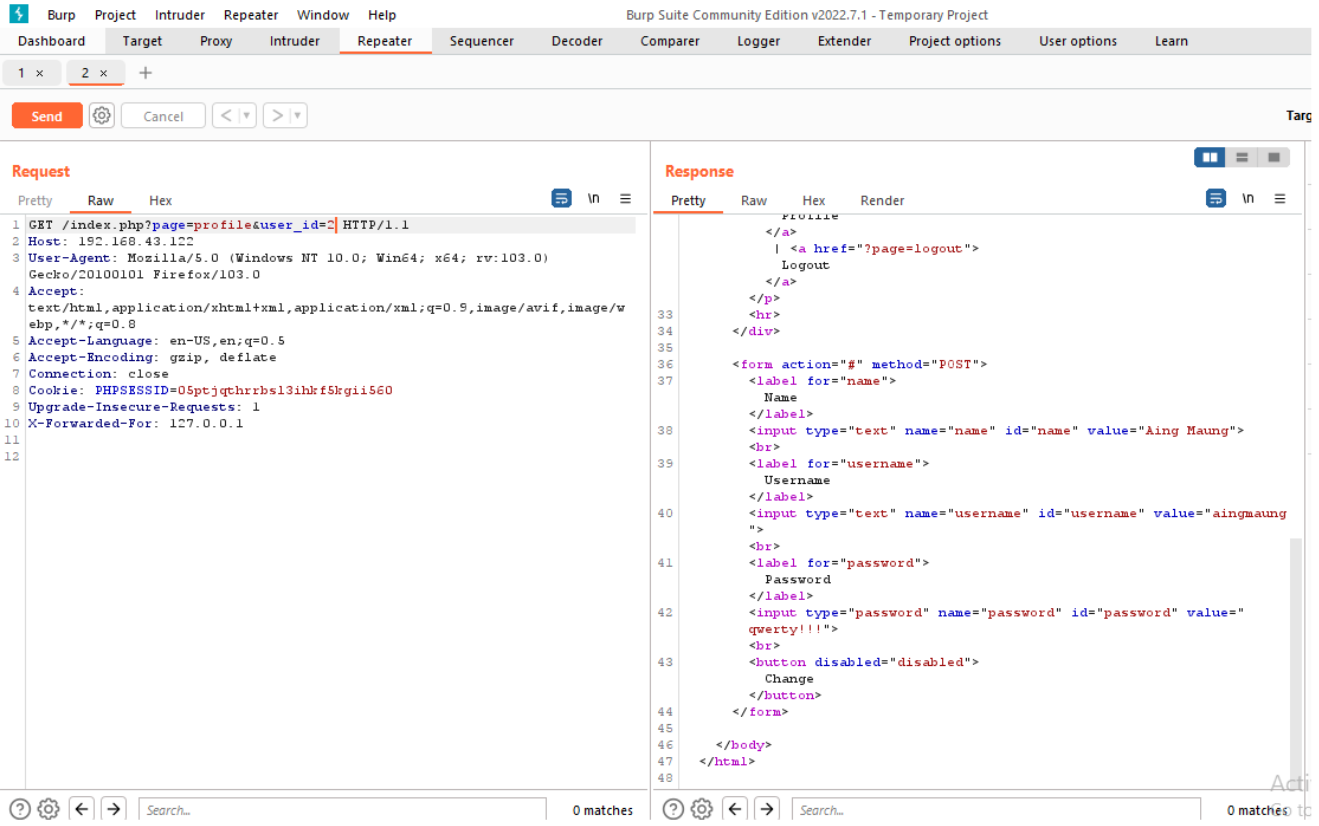 Burp Project Intruder Repeater Window Help Burp Suite Community Edition v2022.7.1 - Temporary Project
Dashboard Target Proxy Intruder Repeater Sequencer Decoder Comparer Logger Extender Project options User options Learn
1 × 2 × +
Send Cancel < > Targ
Request
Pretty Raw Hex \n
1 GET /index.php?page=profile&user_id=2 HTTP/1.1
2 Host: 192.168.43.122
3 User-Agent: Mozilla/5.0 (Windows NT 10.0; Win64; x64; rv:103.0)
Gecko/20100101 Firefox/103.0
4 Accept:
text/html,application/xhtml+xml,application/xml;q=0.9,image/avif,image/w
ebp,*/*;q=0.8
5 Accept-Language: en-US,en;q=0.5
6 Accept-Encoding: gzip, deflate
7 Connection: close
8 Cookie: PHPSESSID=05ptjqthrrbsl3ihkf5kgii560
9 Upgrade-Insecure-Requests: 1
10 X-Forwarded-For: 127.0.0.1
11
12
Search... 0 matches
Response
Pretty Raw Hex Render \n
Profile
</a>
| <a href="?page=logout">
Logout
</a>
</p>
33 <hr>
34 </div>
35
36 <form action="#" method="POST">
37 <label for="name">
Name
</label>
38 <input type="text" name="name" id="name" value="Aing Maung">
<br>
39 <label for="username">
Username
</label>
40 <input type="text" name="username" id="username" value="aingmaung
">
<br>
41 <label for="password">
Password
</label>
42 <input type="password" name="password" id="password" value="
qwerty!!!">
<br>
43 <button disabled="disabled">
Change
</button>
44 </form>
45
46 </body>
47 </html>
48
Search... 0 matches
Acti
Go to